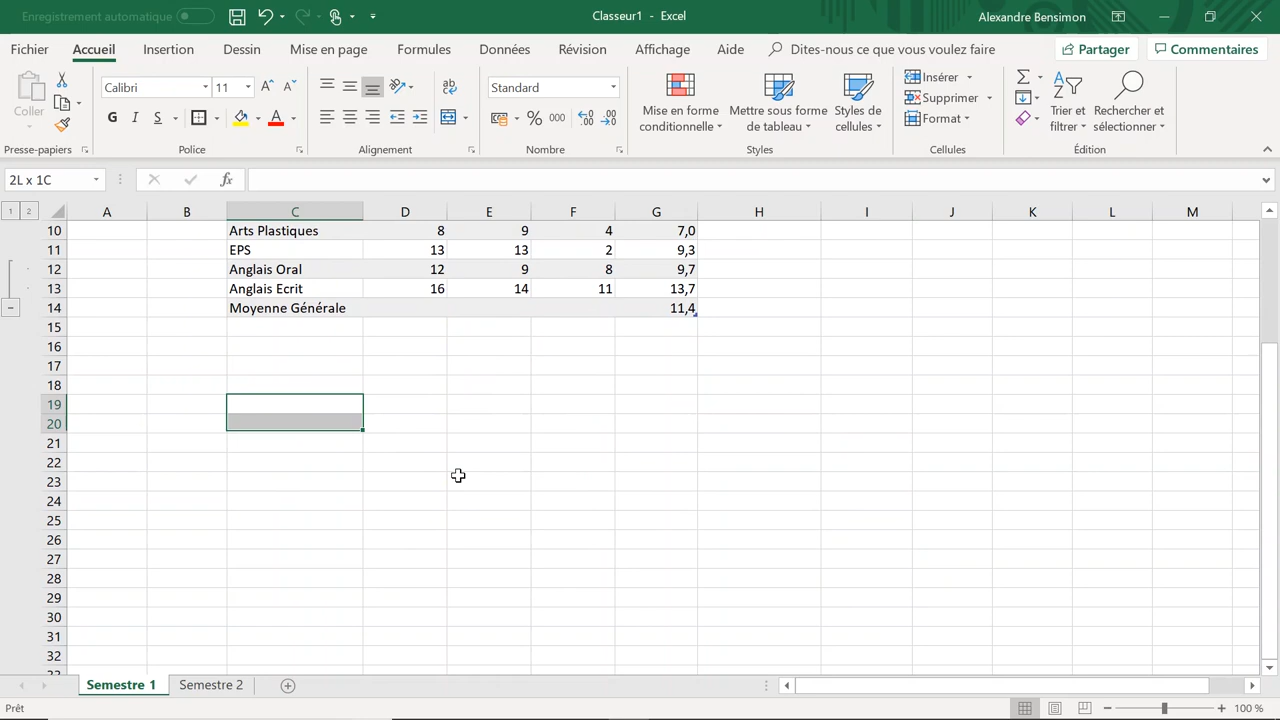 Enregistrement automatique
Classeur1 - Excel
Alexandre Bensimon
Fichier Accueil Insertion Dessin Mise en page Formules Données Révision Affichage Aide Dites-nous ce que vous voulez faire Partager Commentaires
Coller
Presse-papiers
Calibri 11
G I S A
Police
Alignement
Standard
% 000
Nombre
Mise en forme conditionnelle
Mettre sous forme de tableau
Styles de cellules
Styles
Insérer
Supprimer
Format
Cellules
Trier et filtrer
Rechercher et sélectionner
Édition
2L x 1C fx
1 2 A B C D E F G H I J K L M
10 Arts Plastiques 8 9 4 7,0
11 EPS 13 13 2 9,3
12 Anglais Oral 12 9 8 9,7
13 Anglais Ecrit 16 14 11 13,7
14 Moyenne Générale 11,4
15
16
17
18
19
20
21
22
23
24
25
26
27
28
29
30
31
32
Semestre 1 Semestre 2
Prêt 100 %